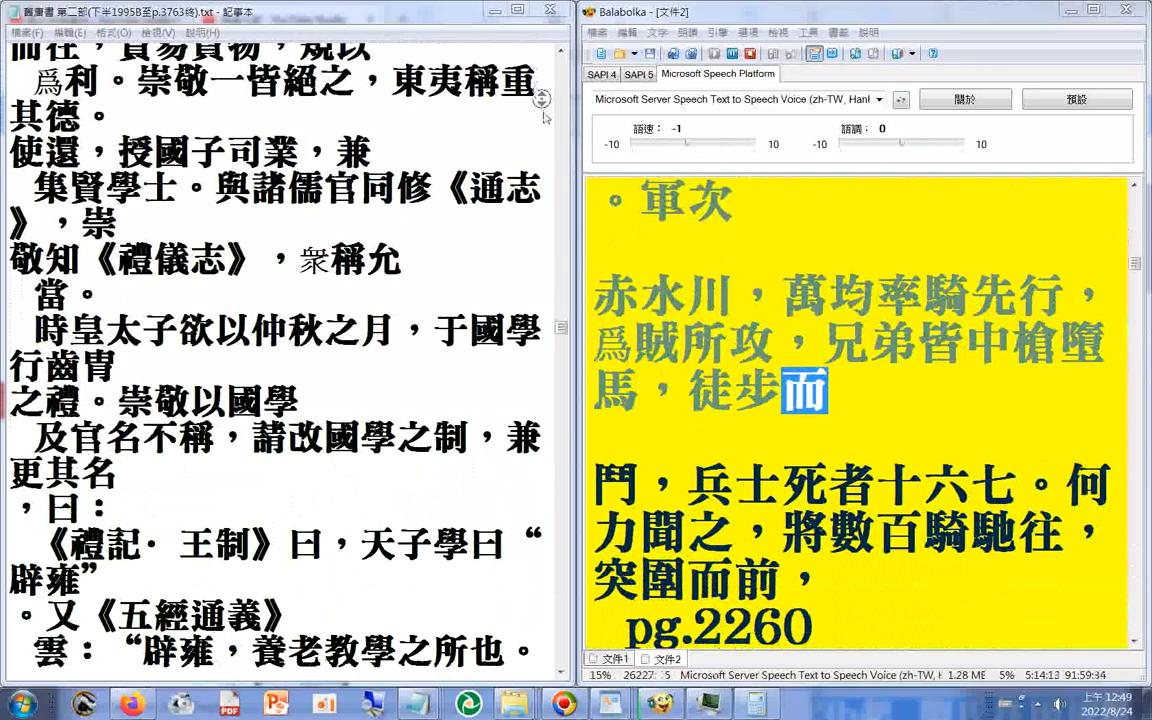 舊唐書 第二部(下半1995B至p.3763终).txt - 記事本
檔案(F) 編輯(E) 格式(O) 檢視(V) 說明(H)
而往，貿易貨物，規以
爲利。崇敬一皆絕之，東夷稱重
其德。
使還，授國子司業，兼
集賢學士。與諸儒官同修《通志
》，崇
敬知《禮儀志》，衆稱允
當。
時皇太子欲以仲秋之月，于國學
行齒冑
之禮。崇敬以國學
及官名不稱，請改國學之制，兼
更其名
，曰：
《禮記·王制》曰，天子學曰“
辟雍”
。又《五經通義》
雲：“辟雍，養老教學之所也。
Balabolka - [文件2]
檔案 編輯 文字 朗讀 引擎 選項 檢視 工具 書籤 說明
SAPI 4 SAPI 5 Microsoft Speech Platform
Microsoft Server Speech Text to Speech Voice (zh-TW, Hanl
關於 預設
語速： -1 語調： 0
-10 10 -10 10
。軍次
赤水川，萬均率騎先行，
爲賊所攻，兄弟皆中槍墮
馬，徒步而
鬥，兵士死者十六七。何
力聞之，將數百騎馳往，
突圍而前，
pg.2260
文件1 文件2
15% Microsoft Server Speech Text to Speech Voice (zh-TW, H 1.28 ME 5% 5:14:13 91:59:34
PDF
上午 12:49
2022/8/24